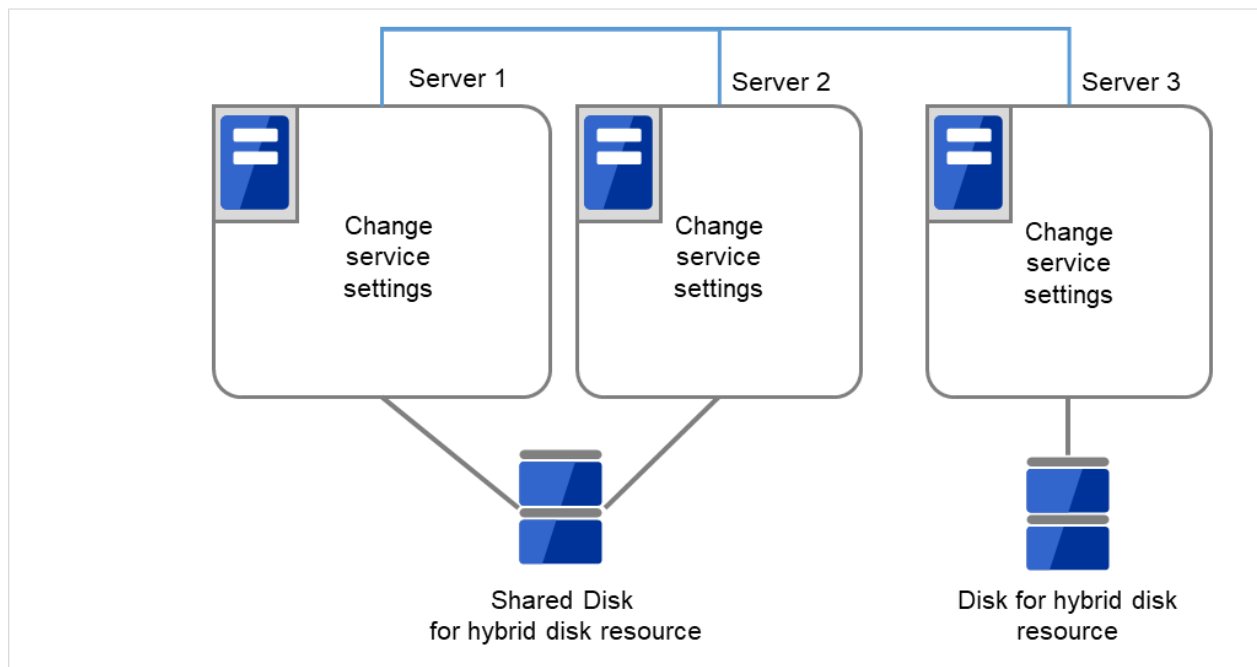 Server 1
Server 2
Server 3
Change
service
settings
Change
service
settings
Change
service
settings
Shared Disk
for hybrid disk resource
Disk for hybrid disk
resource